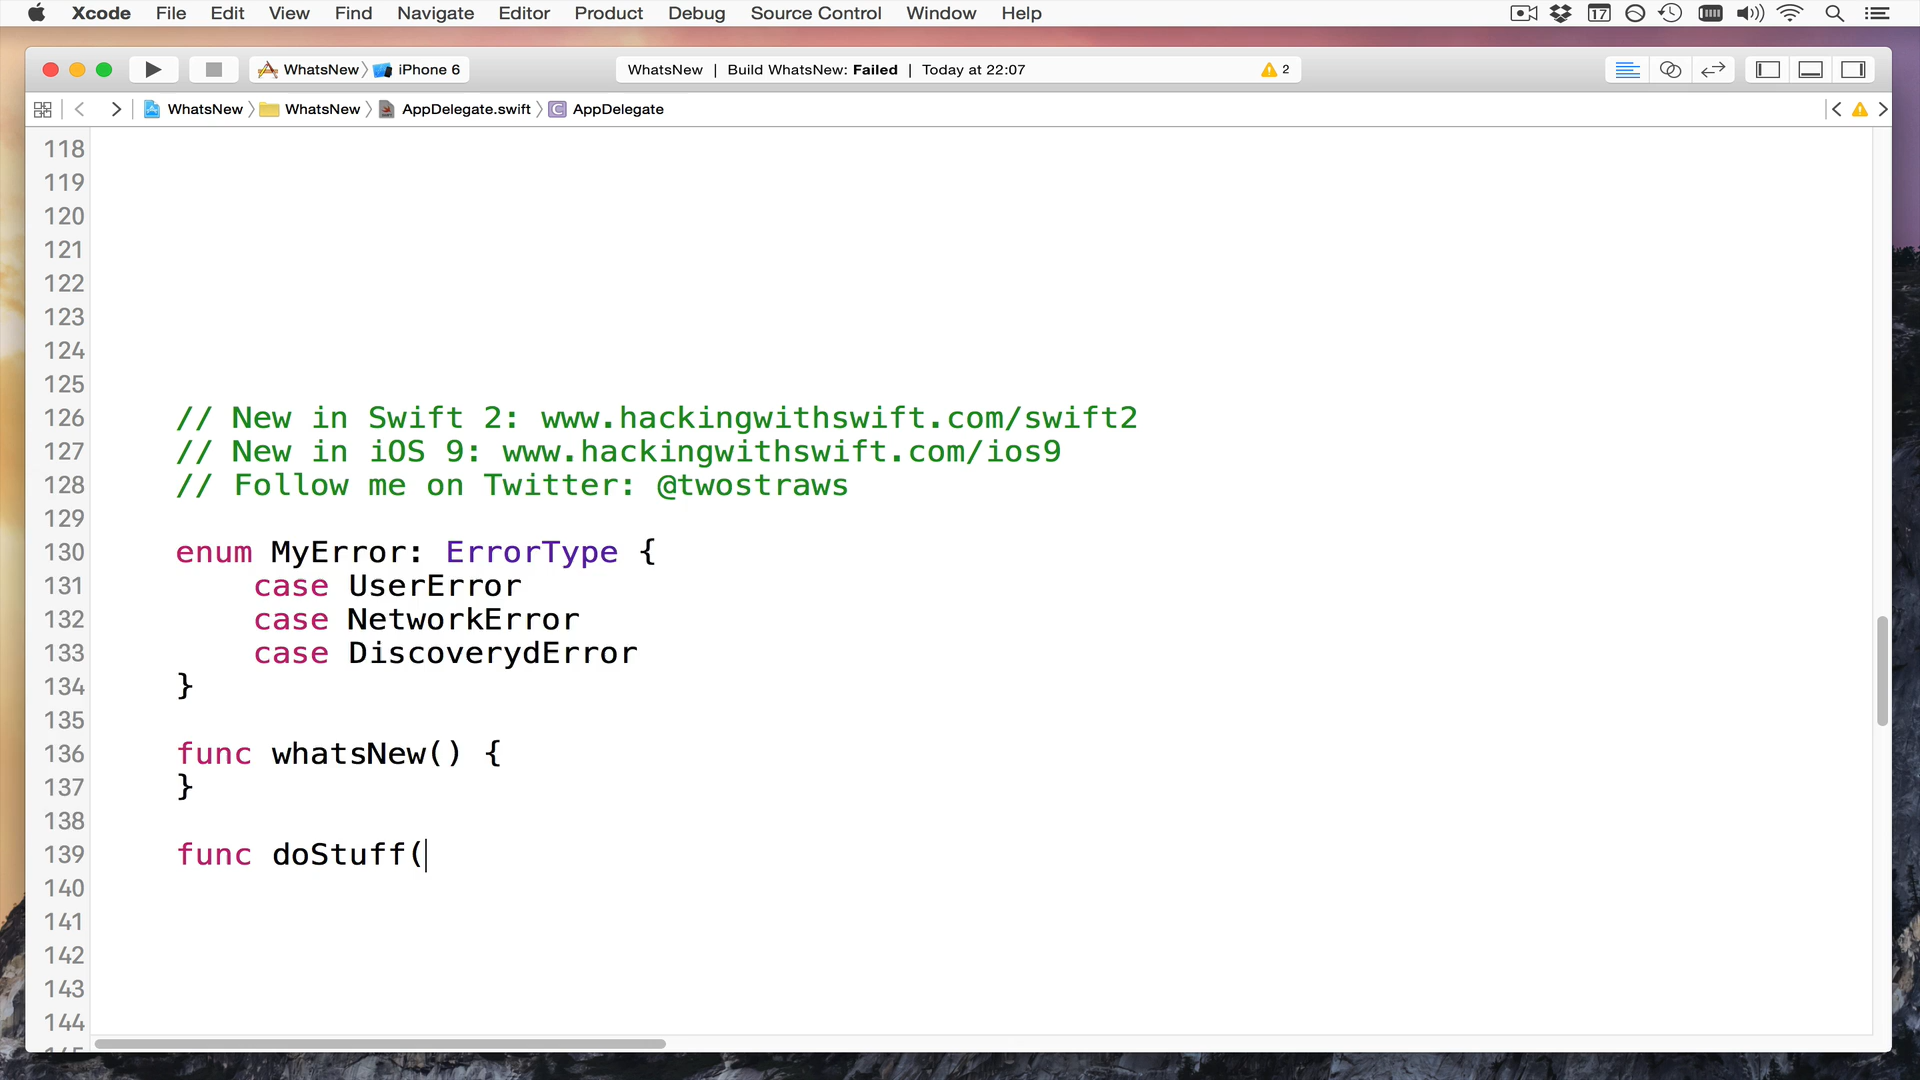 Xcode File Edit View Find Navigate Editor Product Debug Source Control Window Help 17
WhatsNew iPhone 6 WhatsNew | Build WhatsNew: Failed | Today at 22:07 2
WhatsNew WhatsNew AppDelegate.swift C AppDelegate
118
119
120
121
122
123
124
125
126 // New in Swift 2: www.hackingwithswift.com/swift2
127 // New in iOS 9: www.hackingwithswift.com/ios9
128 // Follow me on Twitter: @twostraws
129
130 enum MyError: ErrorType {
131 case UserError
132 case NetworkError
133 case DiscoverydError
134 }
135
136 func whatsNew() {
137 }
138
139 func doStuff(
140
141
142
143
144